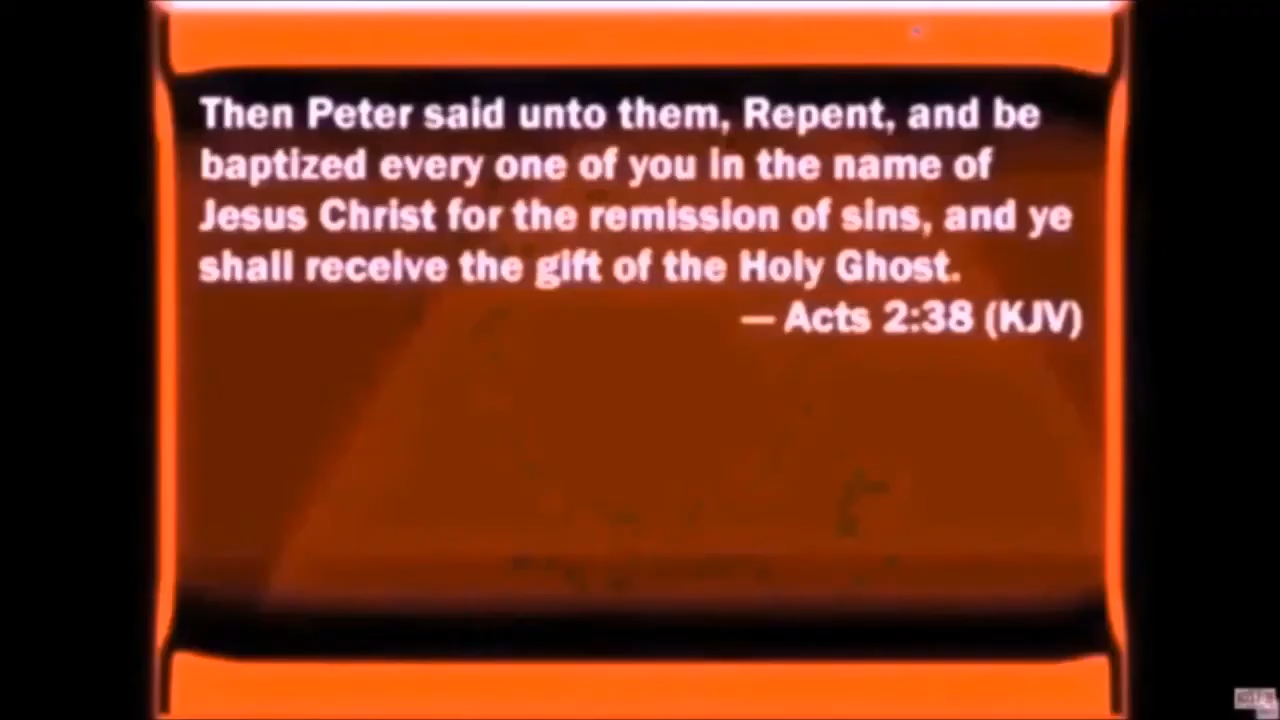 Then Peter said unto them, Repent, and be
baptized every one of you in the name of
Jesus Christ for the remission of sins, and ye
shall receive the gift of the Holy Ghost.
— Acts 2:38 (KJV)